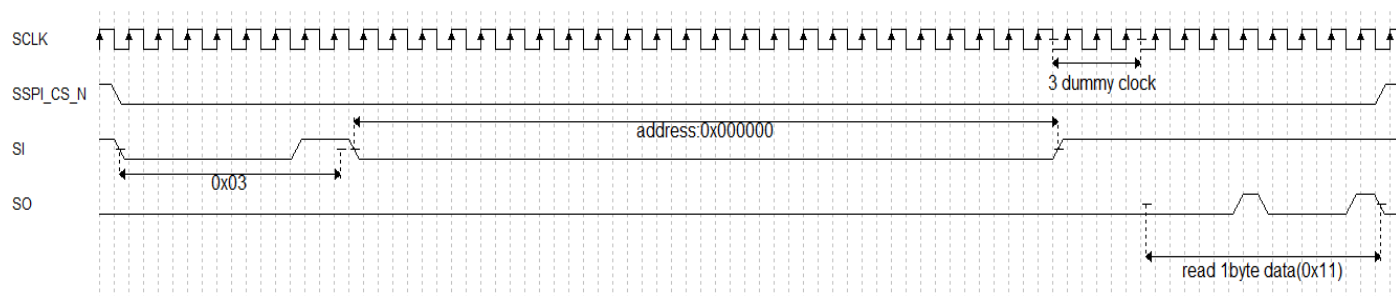 SCLK
3 dummy clock
SSPI_CS_N
address:0x000000
SI
0x03
SO
read 1byte data(0x11)